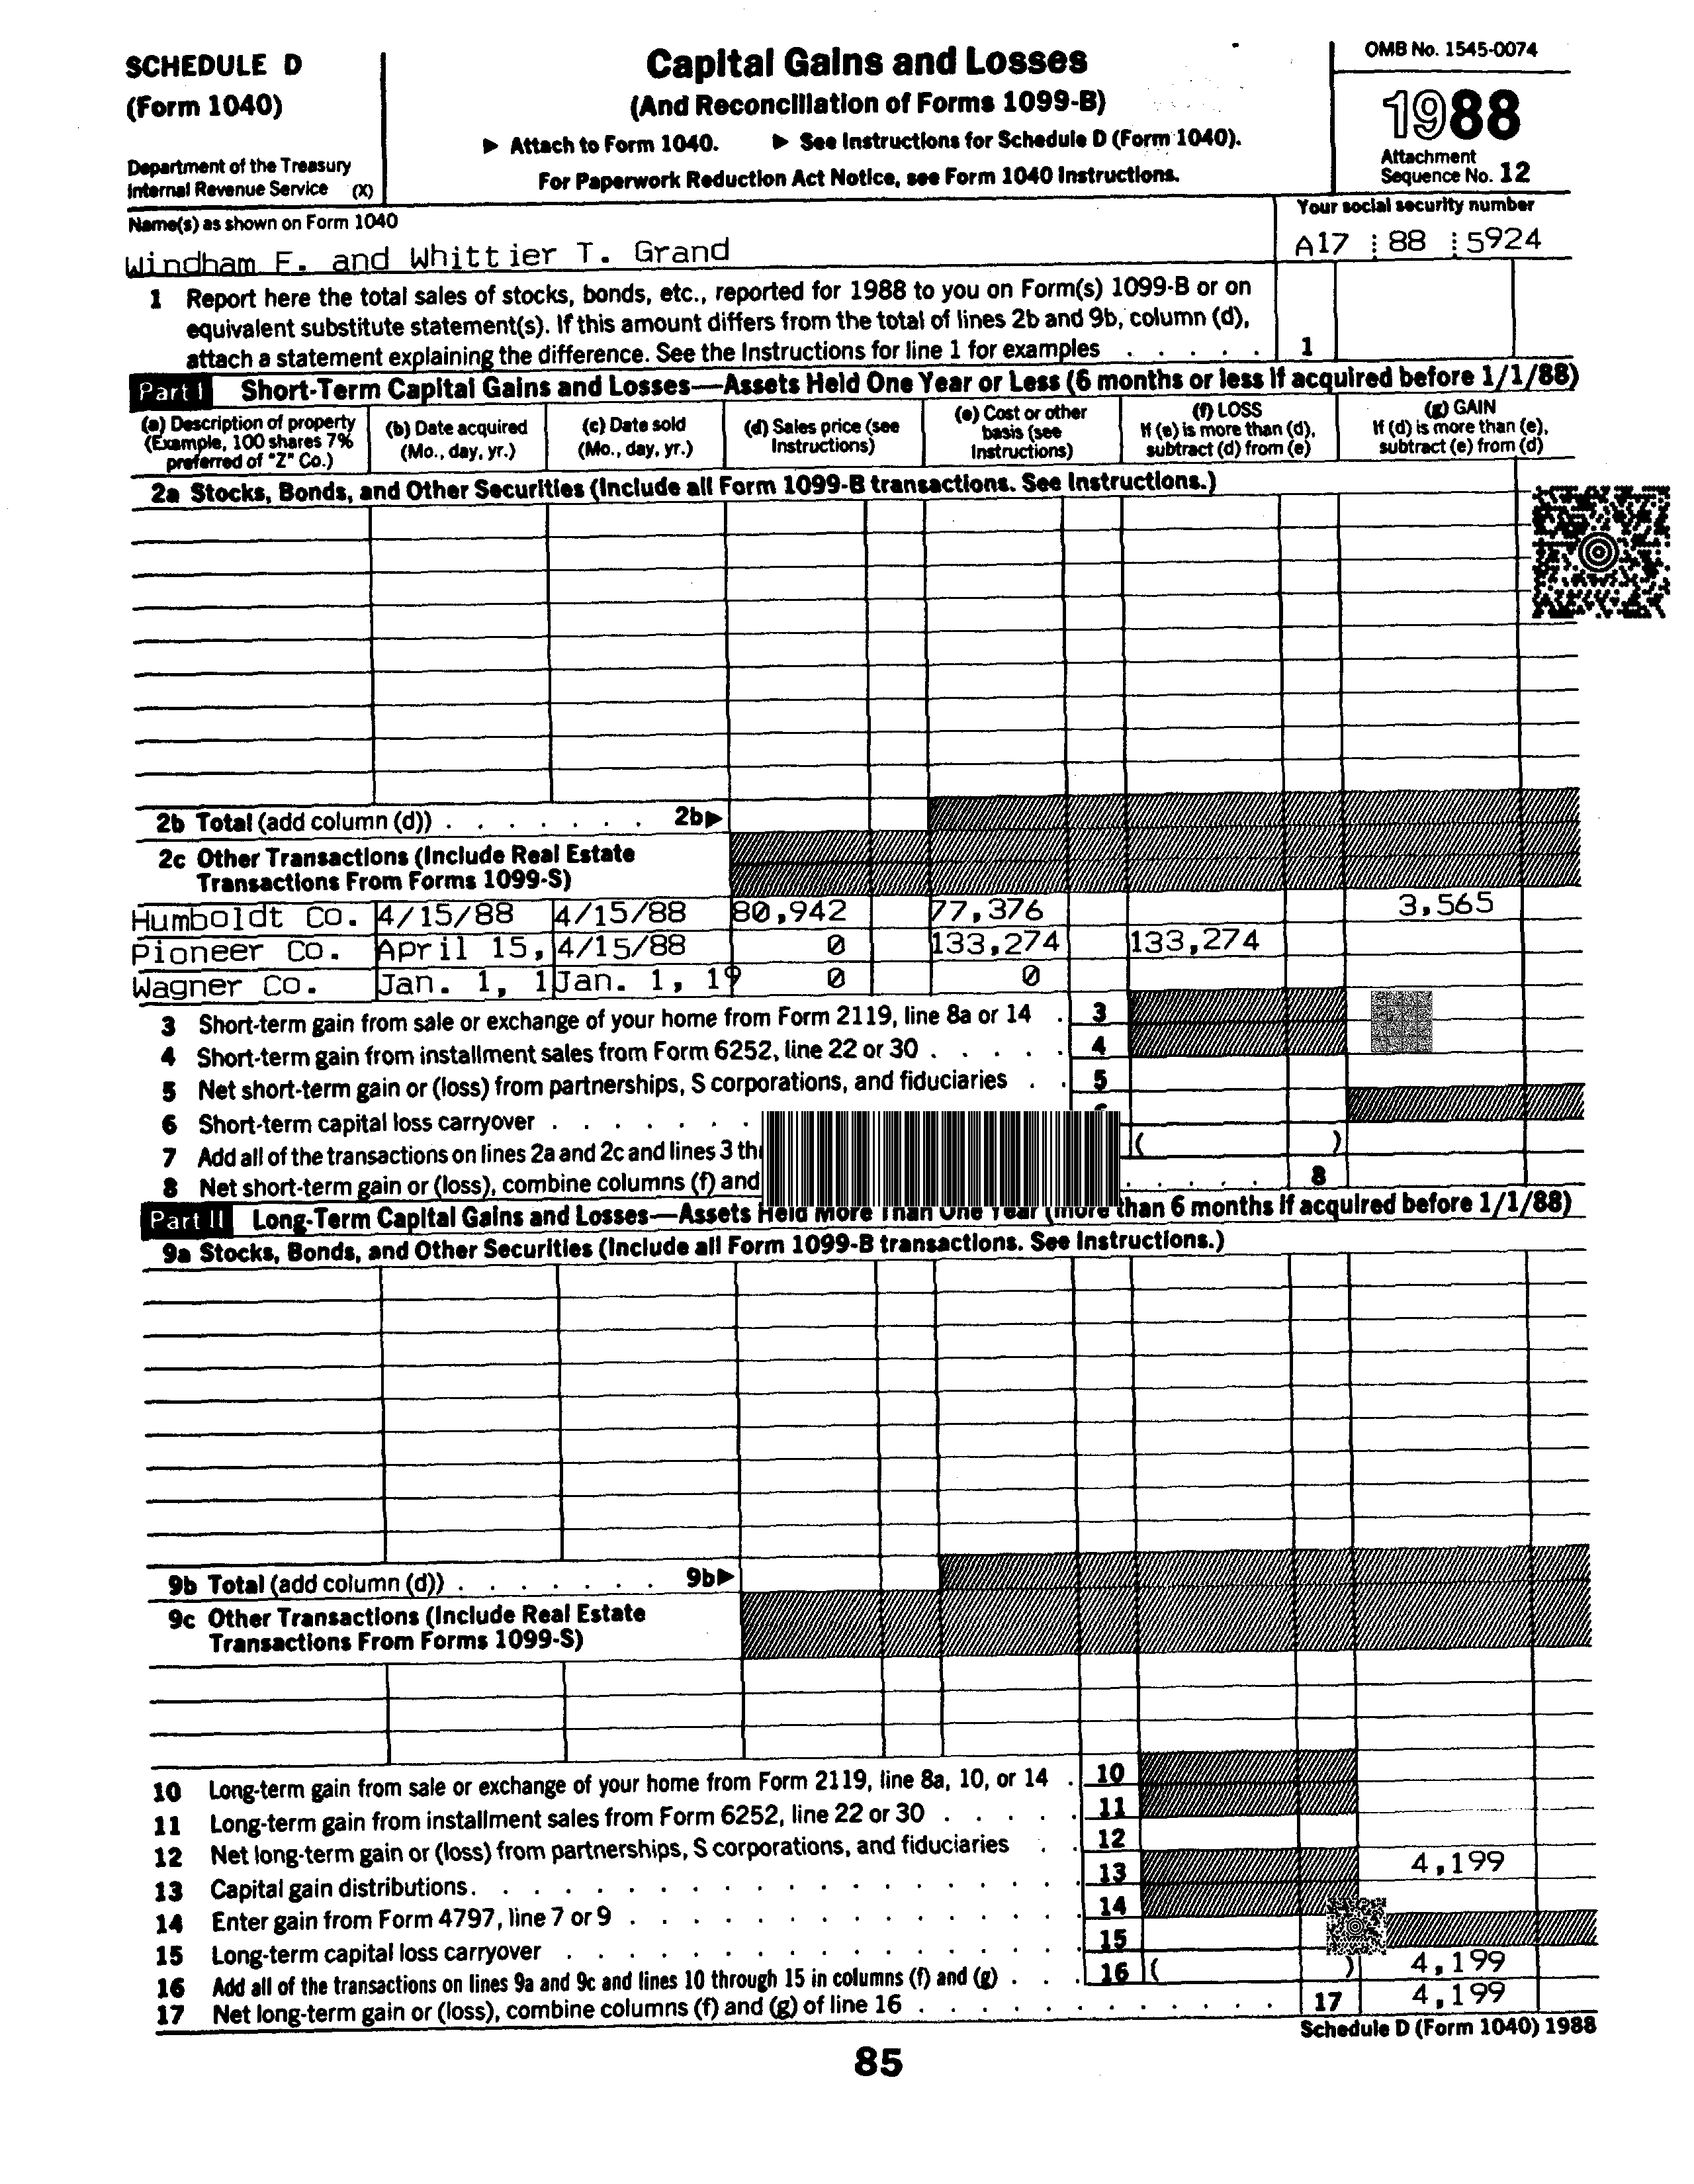 SCHEDULE D
(Form 1040)
Department of the Treasury
Internal Revenue Service (X)
Capital Gains and Losses
(And Reconciliation of Forms 1099-B)
▶ Attach to Form 1040. ▶ See Instructions for Schedule D (Form 1040).
For Paperwork Reduction Act Notice, see Form 1040 Instructions.
OMB No. 1545-0074
1988
Attachment
Sequence No. 12
Name(s) as shown on Form 1040
Windham F. and Whittier T. Grand
Your social security number
A17 88 5924
1 Report here the total sales of stocks, bonds, etc., reported for 1988 to you on Form(s) 1099-B or on
equivalent substitute statement(s). If this amount differs from the total of lines 2b and 9b, column (d),
attach a statement explaining the difference. See the Instructions for line 1 for examples . . . . . 1
Part I Short-Term Capital Gains and Losses—Assets Held One Year or Less (6 months or less if acquired before 1/1/88)
(a) Description of property
(Example, 100 shares 7%
preferred of "Z" Co.)
(b) Date acquired
(Mo., day, yr.)
(c) Date sold
(Mo., day, yr.)
(d) Sales price (see
Instructions)
(e) Cost or other
basis (see
Instructions)
(f) LOSS
If (e) is more than (d),
subtract (d) from (e)
(g) GAIN
If (d) is more than (e),
subtract (e) from (d)
2a Stocks, Bonds, and Other Securities (Include all Form 1099-B transactions. See Instructions.)
2b Total (add column (d)) . . . . . . . 2b▶
2c Other Transactions (Include Real Estate
Transactions From Forms 1099-S)
Humboldt Co. 4/15/88 4/15/88 80,942 77,376 3,565
Pioneer Co. April 15, 4/15/88 0 133,274 133,274
Wagner Co. Jan. 1, 1 Jan. 1, 19 0 0
3 Short-term gain from sale or exchange of your home from Form 2119, line 8a or 14 . 3
4 Short-term gain from installment sales from Form 6252, line 22 or 30 . . . . . 4
5 Net short-term gain or (loss) from partnerships, S corporations, and fiduciaries . . 5
6 Short-term capital loss carryover . . . . . . .
7 Add all of the transactions on lines 2a and 2c and lines 3 ( )
8 Net short-term gain or (loss), combine columns (f) and . . . . . 8
Part II Long-Term Capital Gains and Losses—Assets Held More Than One Year (more than 6 months if acquired before 1/1/88)
9a Stocks, Bonds, and Other Securities (Include all Form 1099-B transactions. See Instructions.)
9b Total (add column (d)) . . . . . . . 9b▶
9c Other Transactions (Include Real Estate
Transactions From Forms 1099-S)
10 Long-term gain from sale or exchange of your home from Form 2119, line 8a, 10, or 14 . 10
11 Long-term gain from installment sales from Form 6252, line 22 or 30 . . . . . 11
12 Net long-term gain or (loss) from partnerships, S corporations, and fiduciaries . . 12
13 Capital gain distributions. . . . . . . . . . . . . . . . 13 4,199
14 Enter gain from Form 4797, line 7 or 9 . . . . . . . . . . . 14
15 Long-term capital loss carryover . . . . . . . . . . . . . 15
16 Add all of the transactions on lines 9a and 9c and lines 10 through 15 in columns (f) and (g) . . . 16 ( ) 4,199
17 Net long-term gain or (loss), combine columns (f) and (g) of line 16 . . . . . . . . . . . . 17 4,199
Schedule D (Form 1040) 1988
85